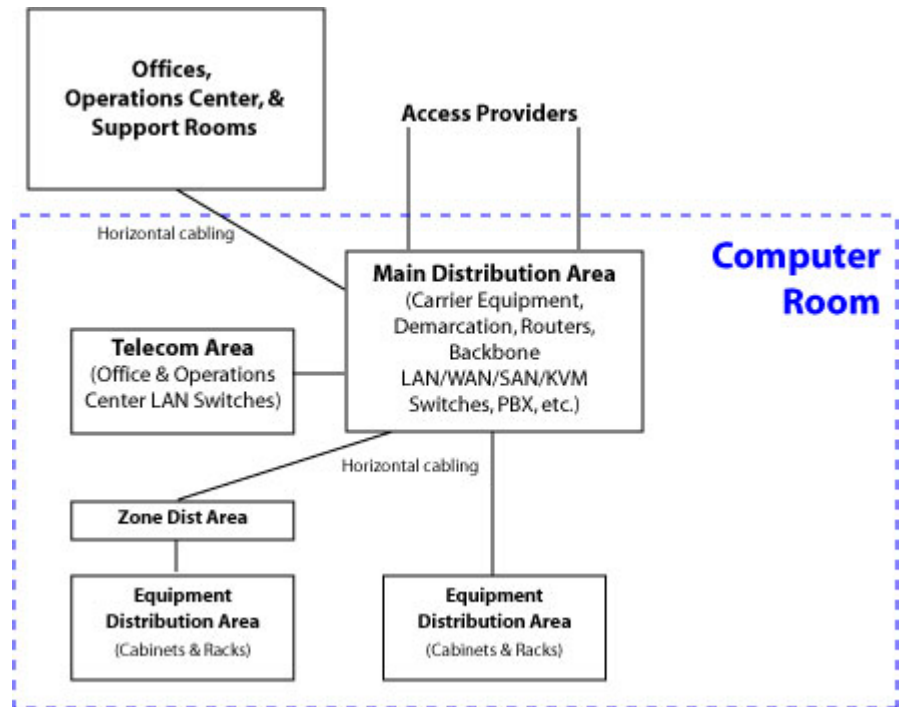 Offices,
Operations Center, &
Support Rooms
Access Providers
Horizontal cabling
Computer
Room
Main Distribution Area
(Carrier Equipment,
Demarcation, Routers,
Backbone
LAN/WAN/SAN/KVM
Switches, PBX, etc.)
Telecom Area
(Office & Operations
Center LAN Switches)
Horizontal cabling
Zone Dist Area
Equipment
Distribution Area
(Cabinets & Racks)
Equipment
Distribution Area
(Cabinets & Racks)